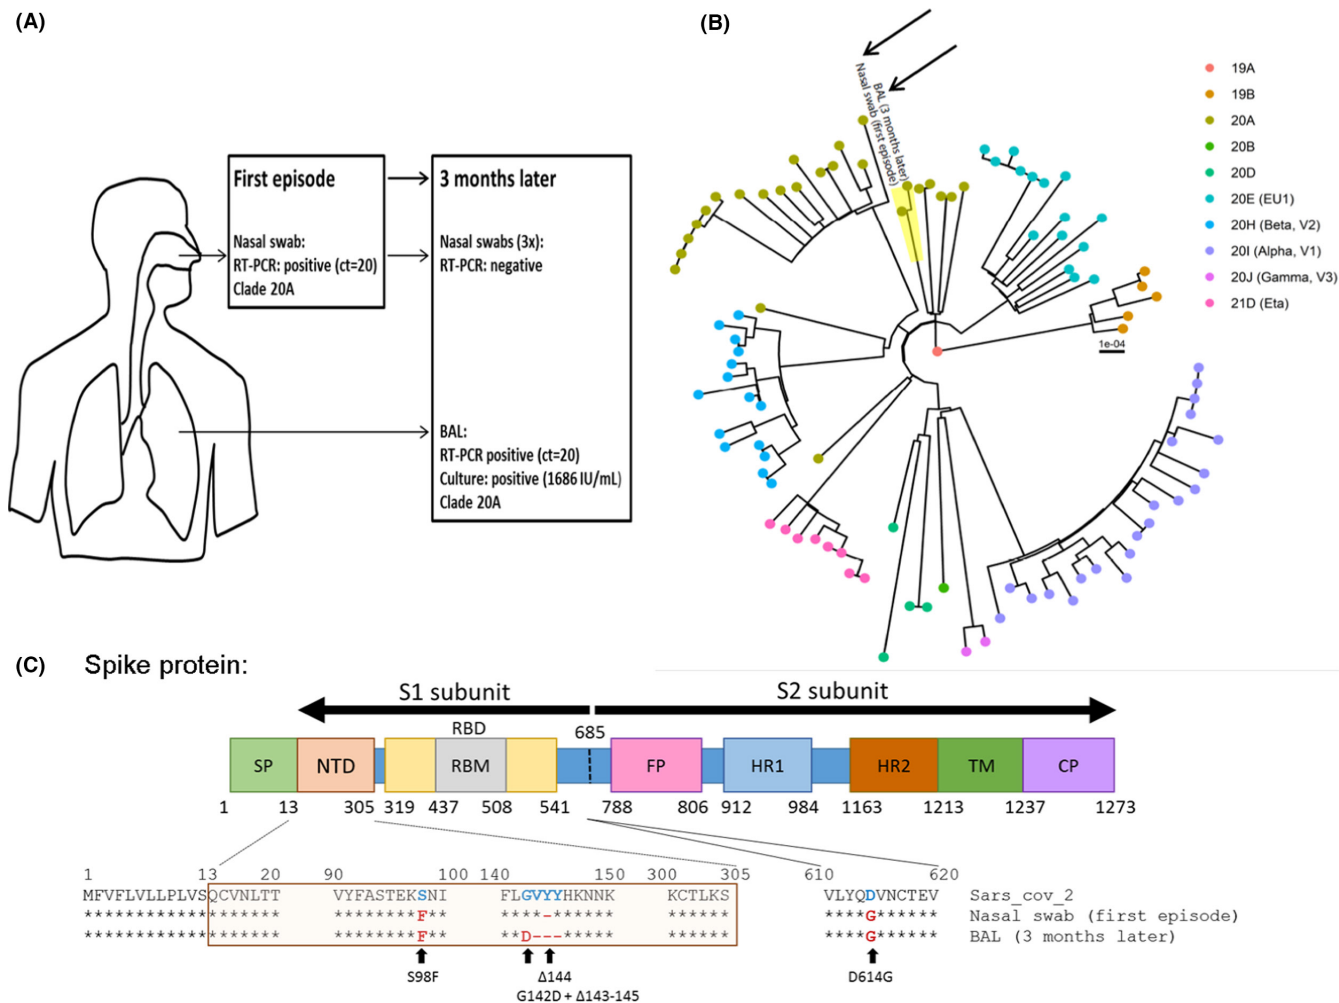 (A)
First episode
Nasal swab:
RT-PCR: positive (ct=20)
Clade 20A
3 months later
Nasal swabs (3x):
RT-PCR: negative
BAL:
RT-PCR positive (ct=20)
Culture: positive (1686 IU/mL)
Clade 20A
(B)
BAL (3 months later)
Nasal swab (first episode)
19A
19B
20A
20B
20D
20E (EU1)
20H (Beta, V2)
20I (Alpha, V1)
20J (Gamma, V3)
21D (Eta)
1e-04
(C) Spike protein:
S1 subunit S2 subunit
RBD 685
SP NTD RBM FP HR1 HR2 TM CP
1 13 305 319 437 508 541 788 806 912 984 1163 1213 1237 1273
1 13 20 90 100 140 150 300 305 610 620
MFVFLVLLPLVSQCVNLTT VYFASTEKSNI FLGVYYHKNNK KCTLKS VLYQDVNCTEV Sars_cov_2
******************* ********F** *****-***** ****** *****G***** Nasal swab (first episode)
******************* ********F** **D---***** ****** *****G***** BAL (3 months later)
S98F Δ144 D614G
G142D + Δ143-145